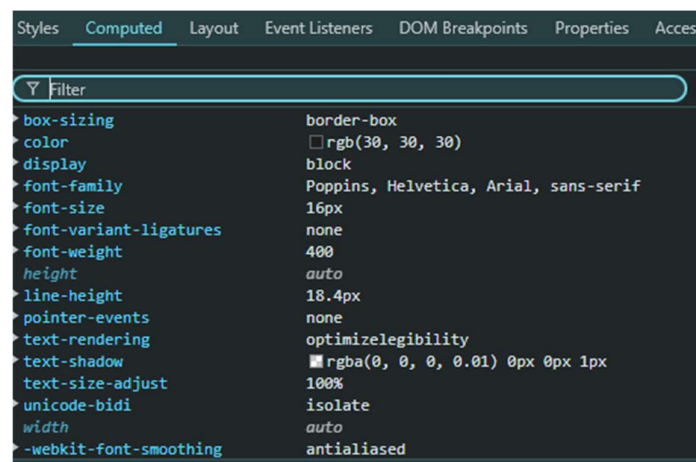 Styles Computed Layout Event Listeners DOM Breakpoints Properties Acces
Filter
box-sizing border-box
color rgb(30, 30, 30)
display block
font-family Poppins, Helvetica, Arial, sans-serif
font-size 16px
font-variant-ligatures none
font-weight 400
height auto
line-height 18.4px
pointer-events none
text-rendering optimizelegibility
text-shadow rgba(0, 0, 0, 0.01) 0px 0px 1px
text-size-adjust 100%
unicode-bidi isolate
width auto
-webkit-font-smoothing antialiased